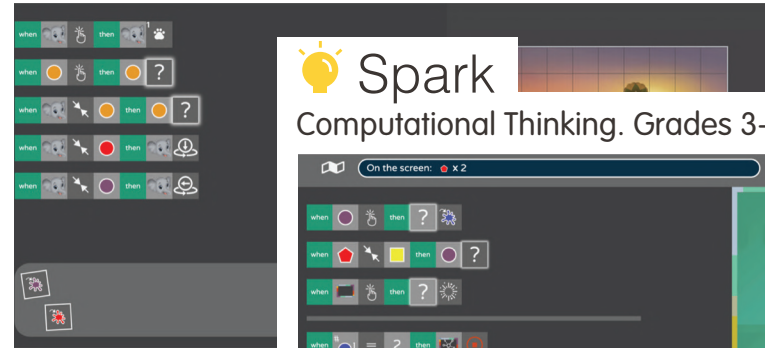 when then 1
when then ?
when then ?
when then
when then
Spark
Computational Thinking. Grades 3-
On the screen: x 2
when then ?
when then ?
when then ?
when = ? then